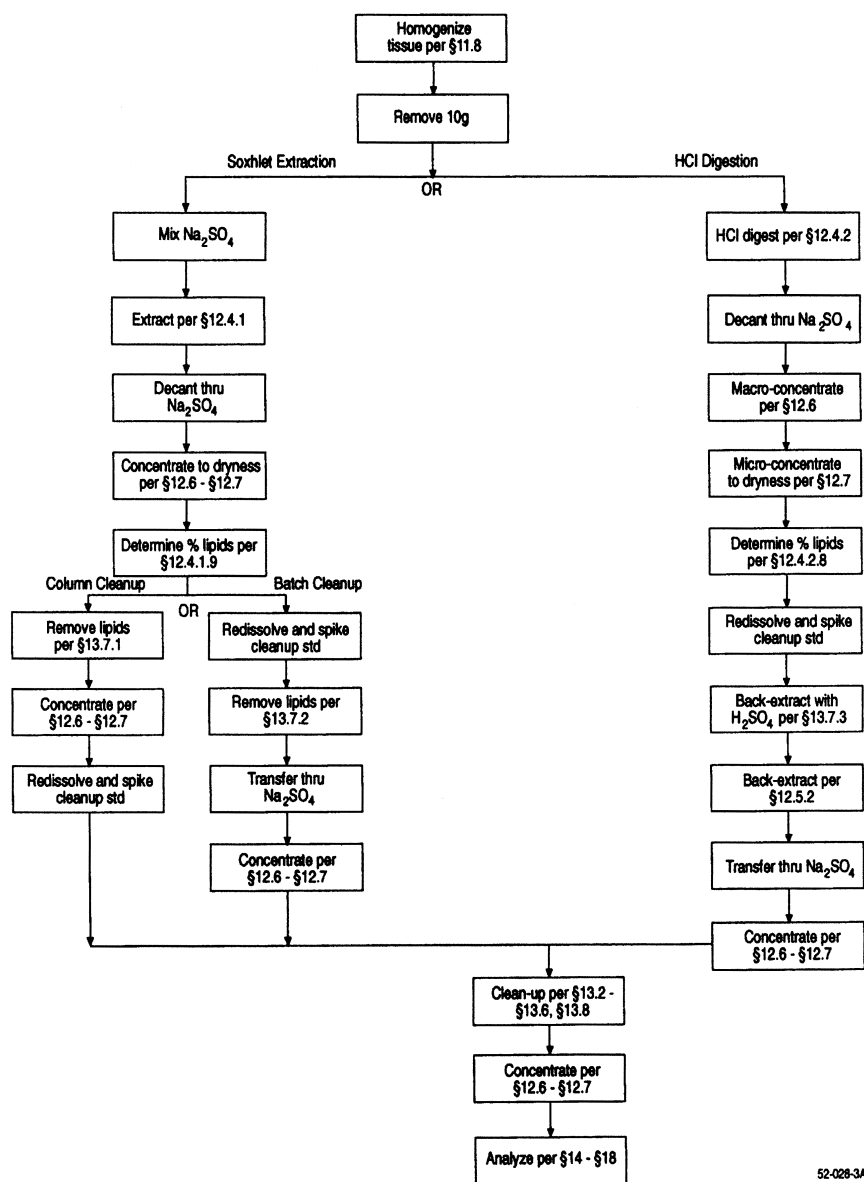 Homogenize
tissue per §11.8
Remove 10g
Soxhlet Extraction
OR
HCl Digestion
Mix Na₂SO₄
Extract per §12.4.1
Decant thru
Na₂SO₄
Concentrate to dryness
per §12.6 - §12.7
Determine % lipids per
§12.4.1.9
Column Cleanup
OR
Batch Cleanup
Remove lipids
per §13.7.1
Concentrate per
§12.6 - §12.7
Redissolve and spike
cleanup std
Redissolve and spike
cleanup std
Remove lipids per
§13.7.2
Transfer thru
Na₂SO₄
Concentrate per
§12.6 - §12.7
HCl digest per §12.4.2
Decant thru Na₂SO₄
Macro-concentrate
per §12.6
Micro-concentrate
to dryness per §12.7
Determine % lipids
per §12.4.2.8
Redissolve and spike
cleanup std
Back-extract with
H₂SO₄ per §13.7.3
Back-extract per
§12.5.2
Transfer thru Na₂SO₄
Concentrate per
§12.6 - §12.7
Clean-up per §13.2 -
§13.6, §13.8
Concentrate per
§12.6 - §12.7
Analyze per §14 - §18
52-026-3A